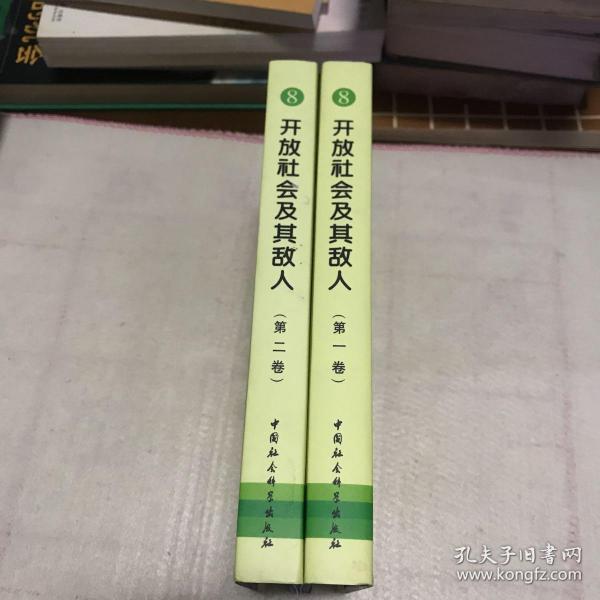 8
开放社会及其敌人
（第二卷）
中国社会科学出版社
8
开放社会及其敌人
（第一卷）
中国社会科学出版社
孔夫子旧书网
www.kongfz.com